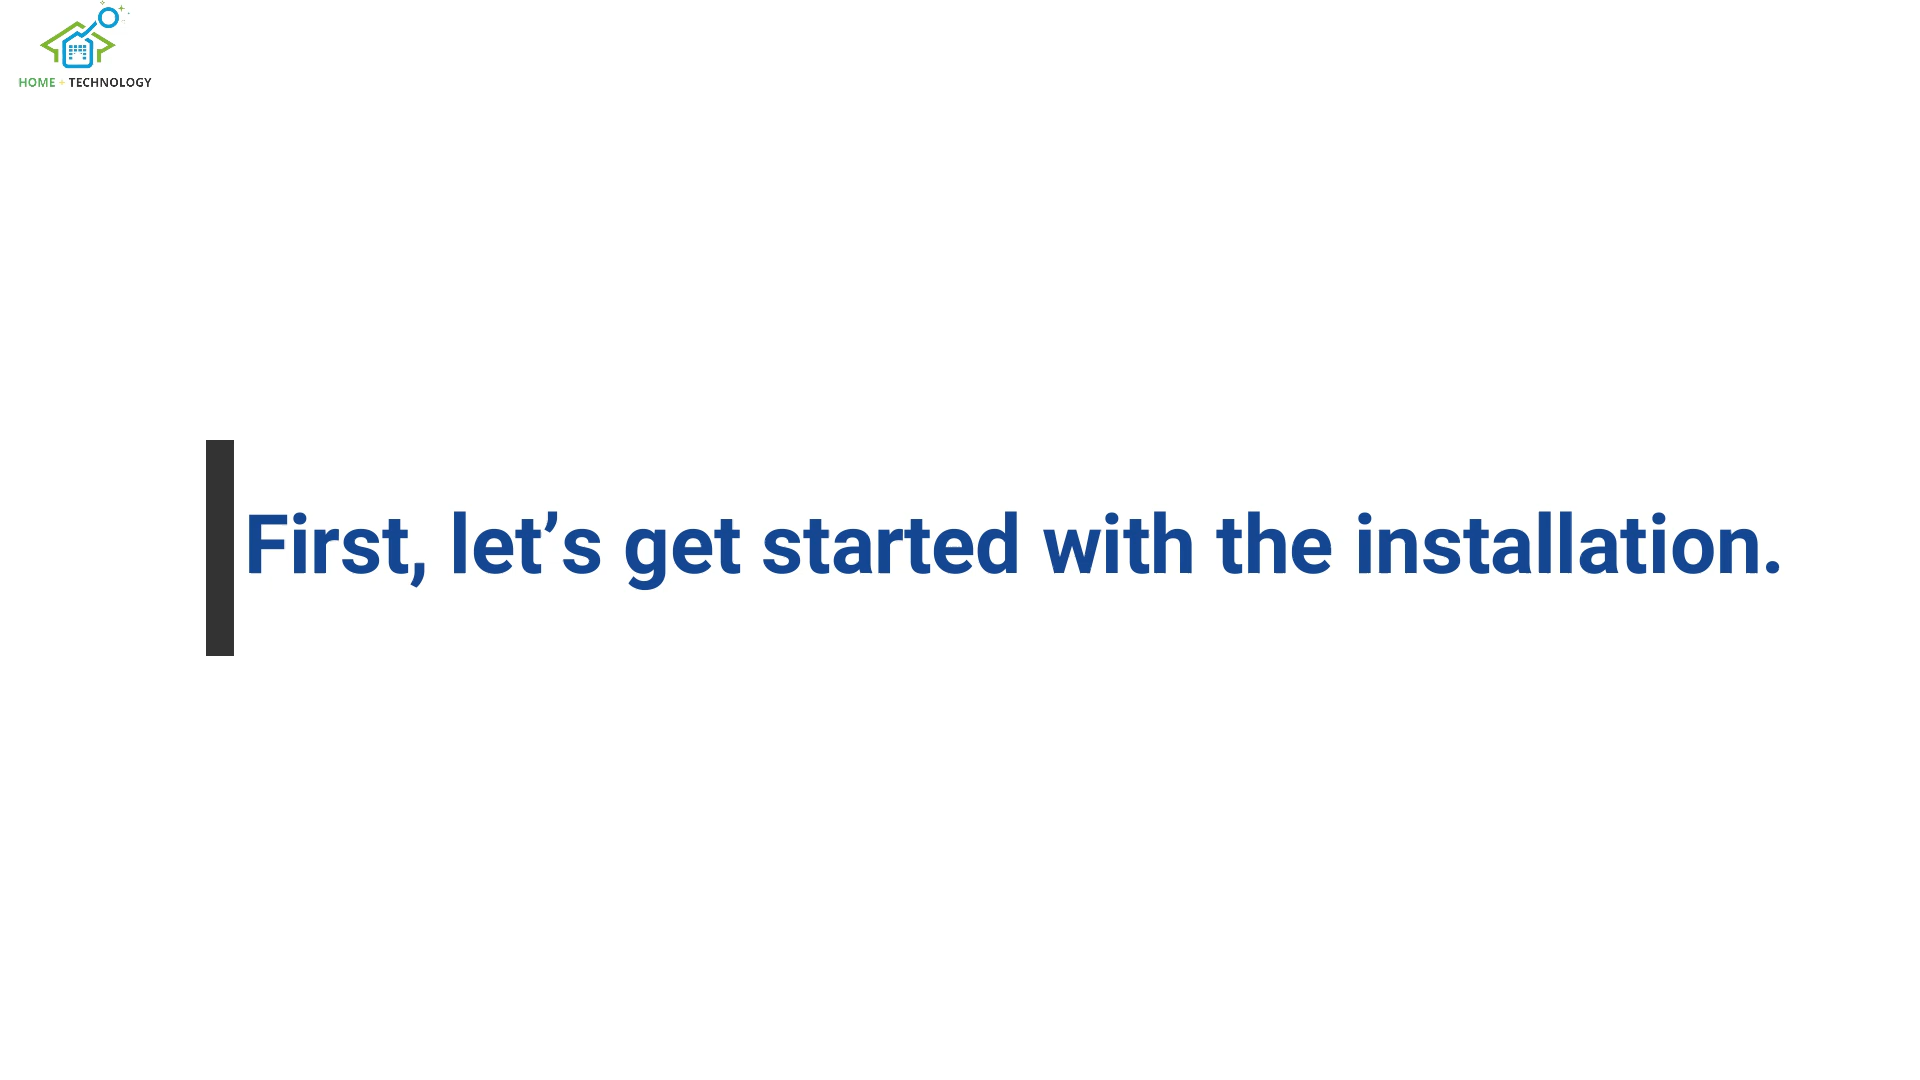 HOME + TECHNOLOGY
First, let’s get started with the installation.